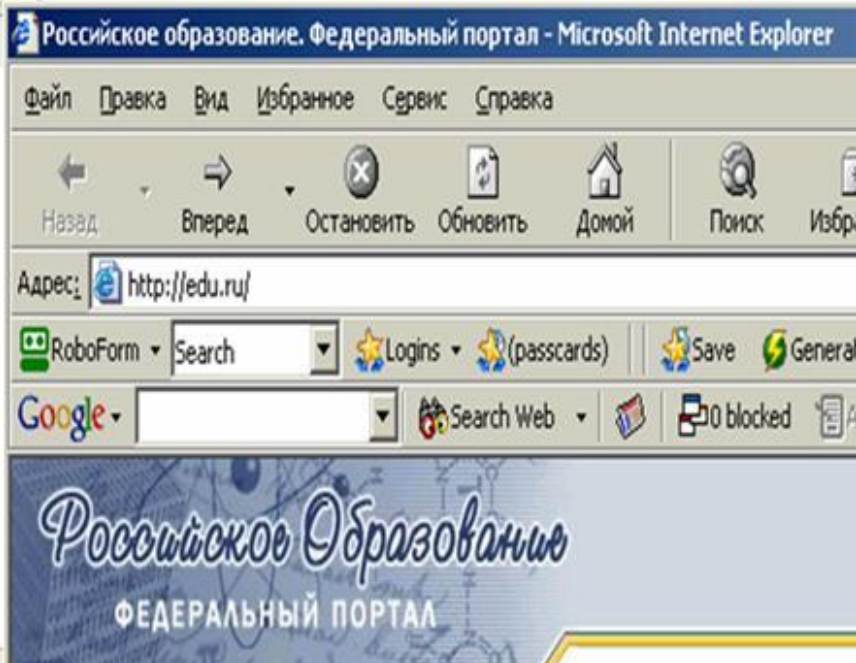 Российское образование. Федеральный портал - Microsoft Internet Explorer
Файл Правка Вид Избранное Сервис Справка
Назад Вперед Остановить Обновить Домой Поиск
Адрес: http://edu.ru/
RoboForm Search Logins (passcards) Save
Google Search Web 0 blocked
Российское Образование
ФЕДЕРАЛЬНЫЙ ПОРТАЛ